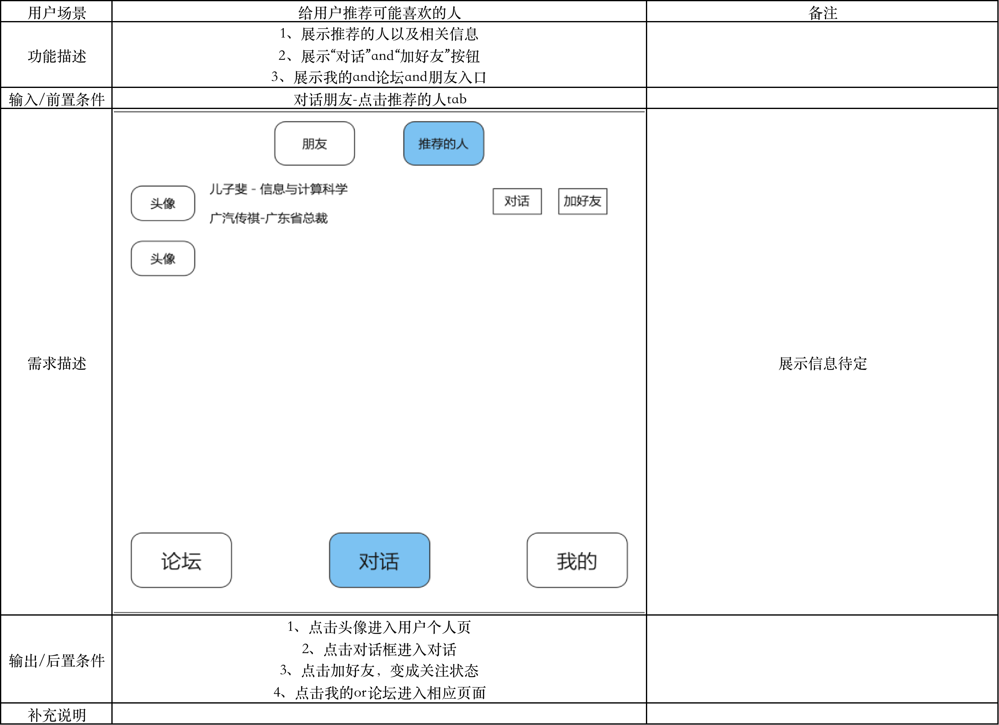 用户场景
给用户推荐可能喜欢的人
备注
功能描述
1、展示推荐的人以及相关信息
2、展示“对话”and“加好友”按钮
3、展示我的and论坛and朋友入口
输入/前置条件
对话朋友-点击推荐的人tab
需求描述
朋友
推荐的人
头像
儿子斐 - 信息与计算科学
广汽传祺-广东省总裁
对话
加好友
头像
论坛
对话
我的
展示信息待定
输出/后置条件
1、点击头像进入用户个人页
2、点击对话框进入对话
3、点击加好友，变成关注状态
4、点击我的or论坛进入相应页面
补充说明